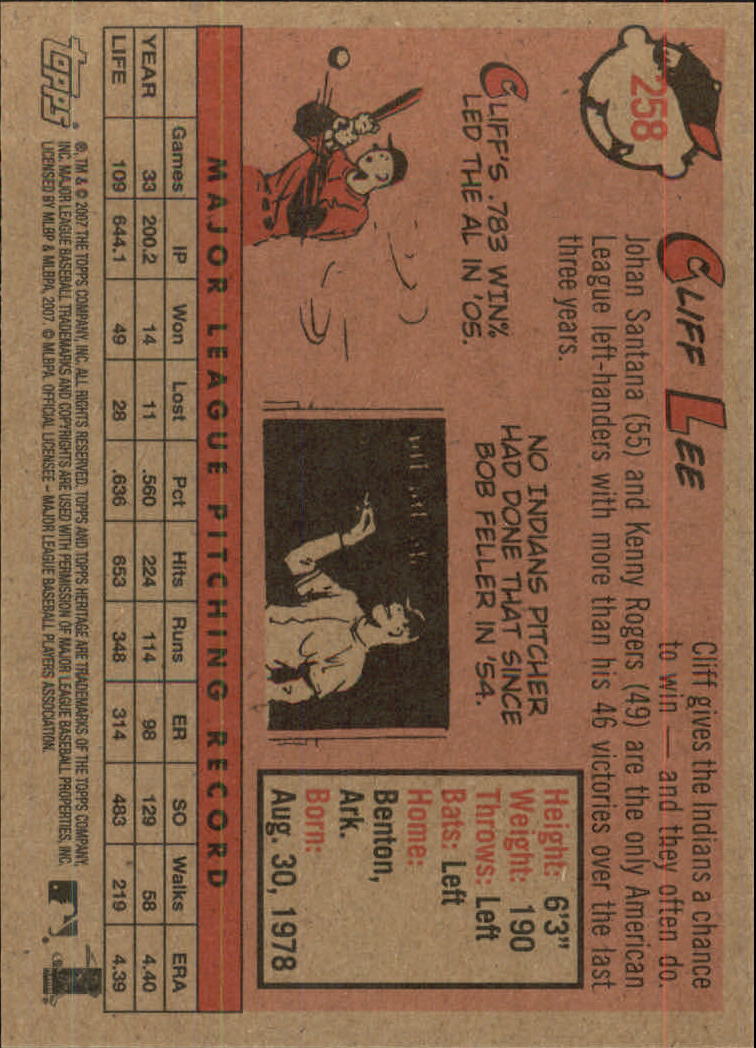 258
CLIFF LEE
Cliff gives the Indians a chance
to win — and they often do.
Johan Santana (55) and Kenny Rogers (49) are the only American
League left-handers with more than his 46 victories over the last
three years.
CLIFF'S .783 WIN%
LED THE AL IN '05.
NO INDIANS PITCHER
HAD DONE THAT SINCE
BOB FELLER IN '54.
Height: 6'3"
Weight: 190
Throws: Left
Bats: Left
Home:
Benton,
Ark.
Born:
Aug. 30, 1978
MAJOR LEAGUE PITCHING RECORD
Games IP Won Lost Pct Hits Runs ER SO Walks ERA
YEAR 33 200.2 14 11 .560 224 114 98 129 58 4.40
LIFE 109 644.1 49 28 .636 653 348 314 483 219 4.39
Topps
®, TM & © 2007 THE TOPPS COMPANY, INC. ALL RIGHTS RESERVED. TOPPS AND TOPPS HERITAGE ARE TRADEMARKS OF THE TOPPS COMPANY,
INC. MAJOR LEAGUE BASEBALL TRADEMARKS AND COPYRIGHTS ARE USED WITH PERMISSION OF MAJOR LEAGUE BASEBALL PROPERTIES, INC.
LICENSED BY MLBP & MLBPA, 2007. © MLBPA. OFFICIAL LICENSEE – MAJOR LEAGUE BASEBALL PLAYERS ASSOCIATION.